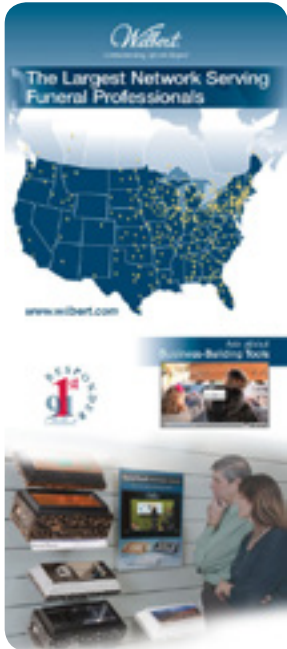 Wilbert
The Largest Network Serving
Funeral Professionals
www.wilbert.com
Ask about
Business-Building Tools
1st
RESPONDER